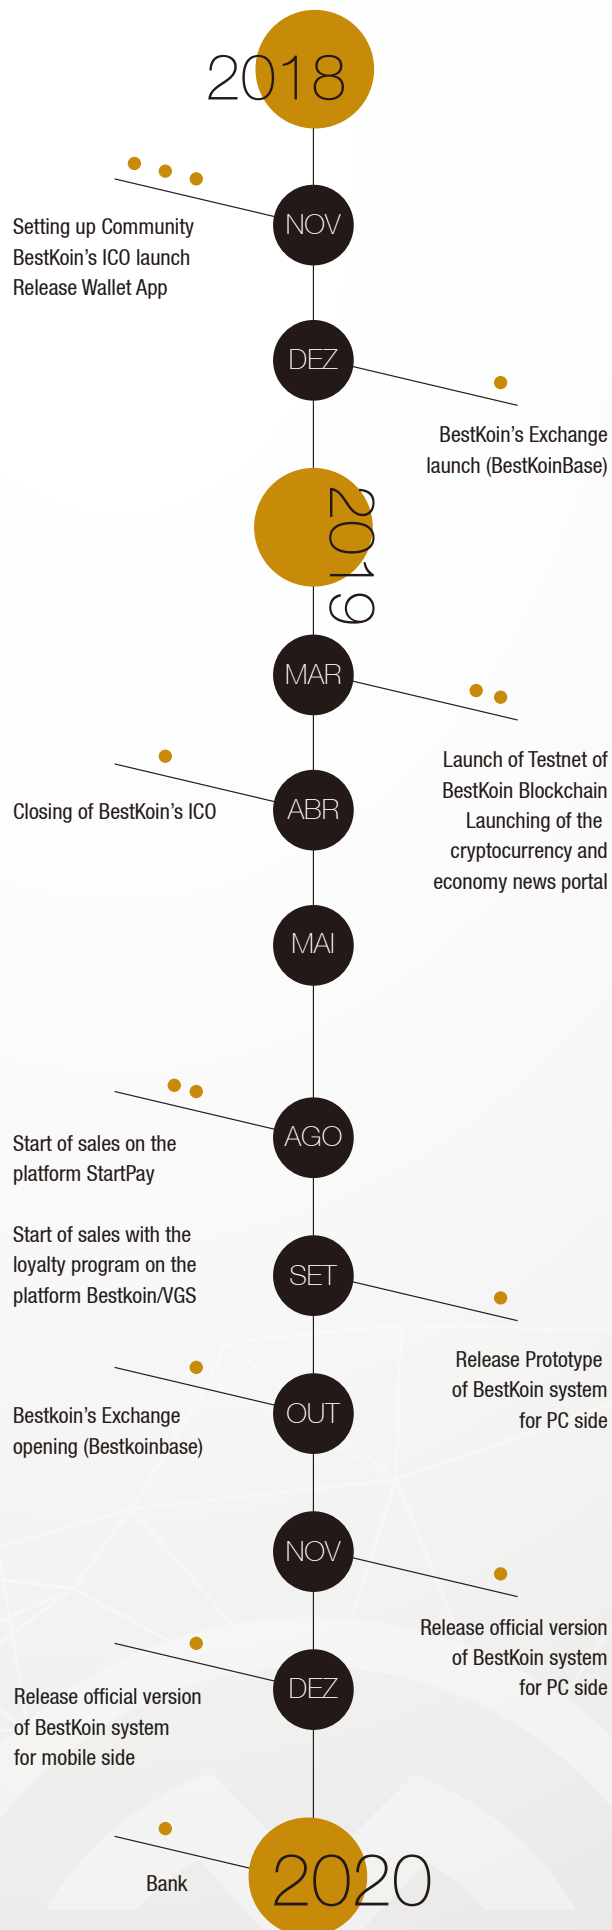 2018
NOV
Setting up Community
BestKoin’s ICO launch
Release Wallet App
DEZ
BestKoin’s Exchange
launch (BestKoinBase)
2019
MAR
Launch of Testnet of
BestKoin Blockchain
Launching of the
cryptocurrency and
economy news portal
ABR
Closing of BestKoin’s ICO
MAI
AGO
Start of sales on the
platform StartPay
Start of sales with the
loyalty program on the
platform Bestkoin/VGS
SET
Release Prototype
of BestKoin system
for PC side
OUT
Bestkoin’s Exchange
opening (Bestkoinbase)
NOV
Release official version
of BestKoin system
for PC side
DEZ
Release official version
of BestKoin system
for mobile side
2020
Bank